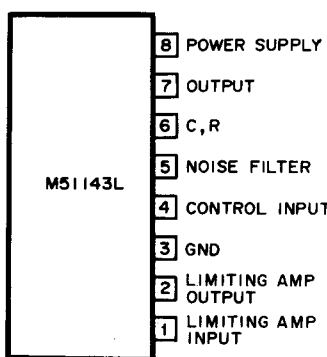 M51143L
8 POWER SUPPLY
7 OUTPUT
6 C,R
5 NOISE FILTER
4 CONTROL INPUT
3 GND
2 LIMITING AMP
OUTPUT
1 LIMITING AMP
INPUT